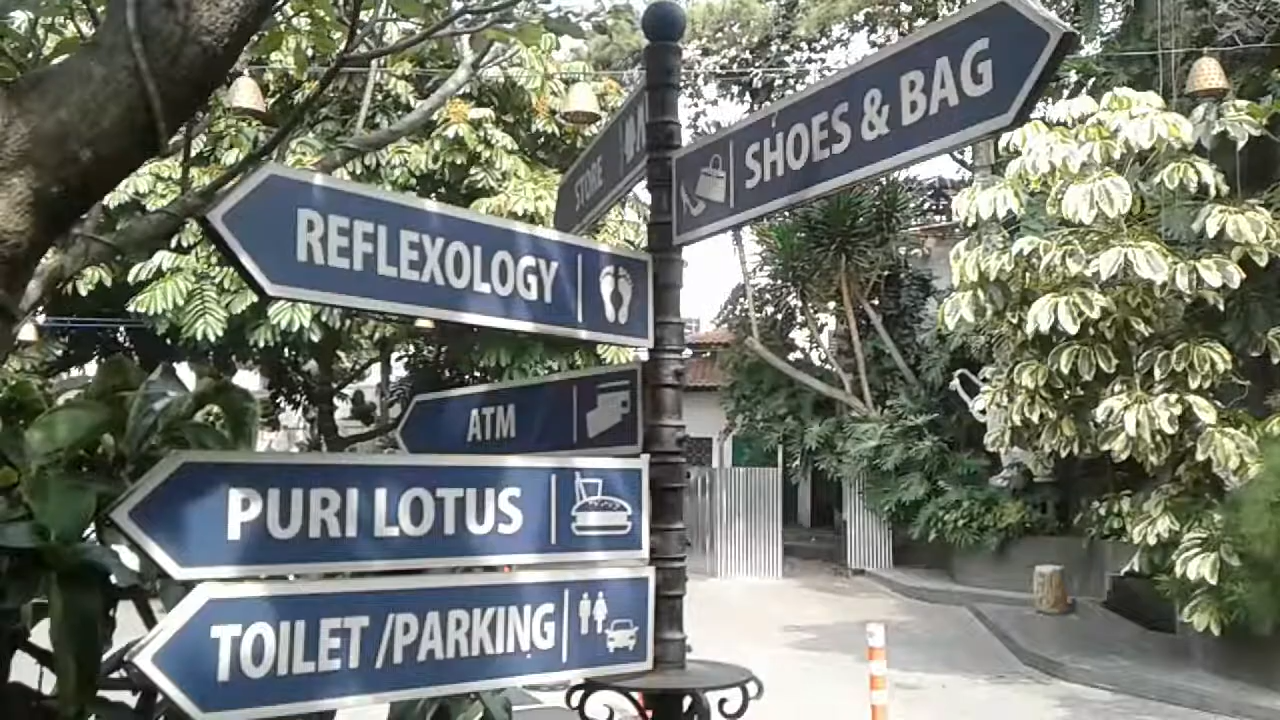 SHOES & BAG
STORE
REFLEXOLOGY
ATM
PURI LOTUS
TOILET /PARKING